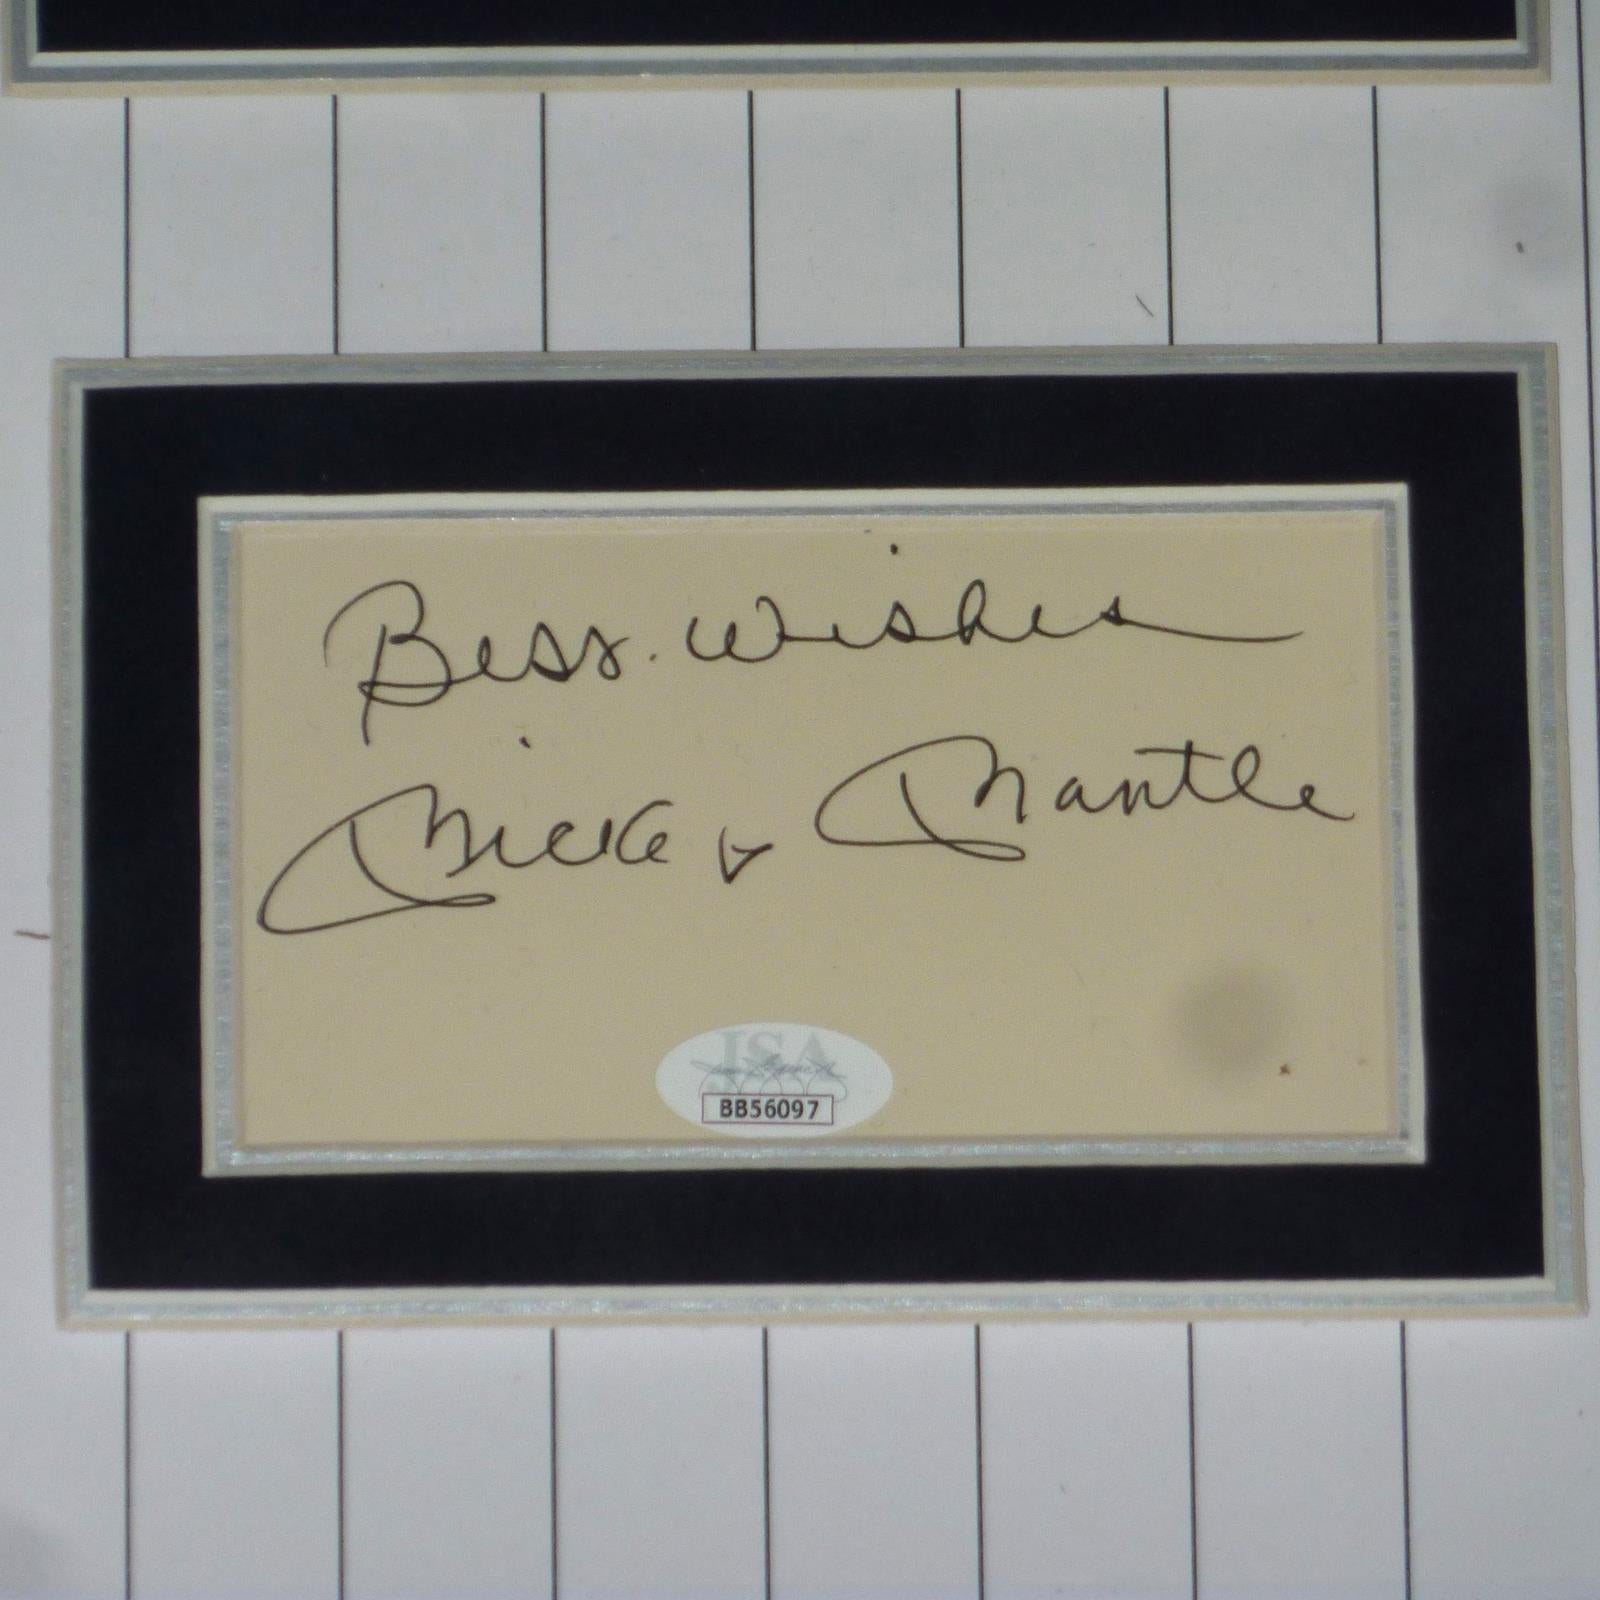 Best. Wishes
Mickey Mantle
JSA
BB56097